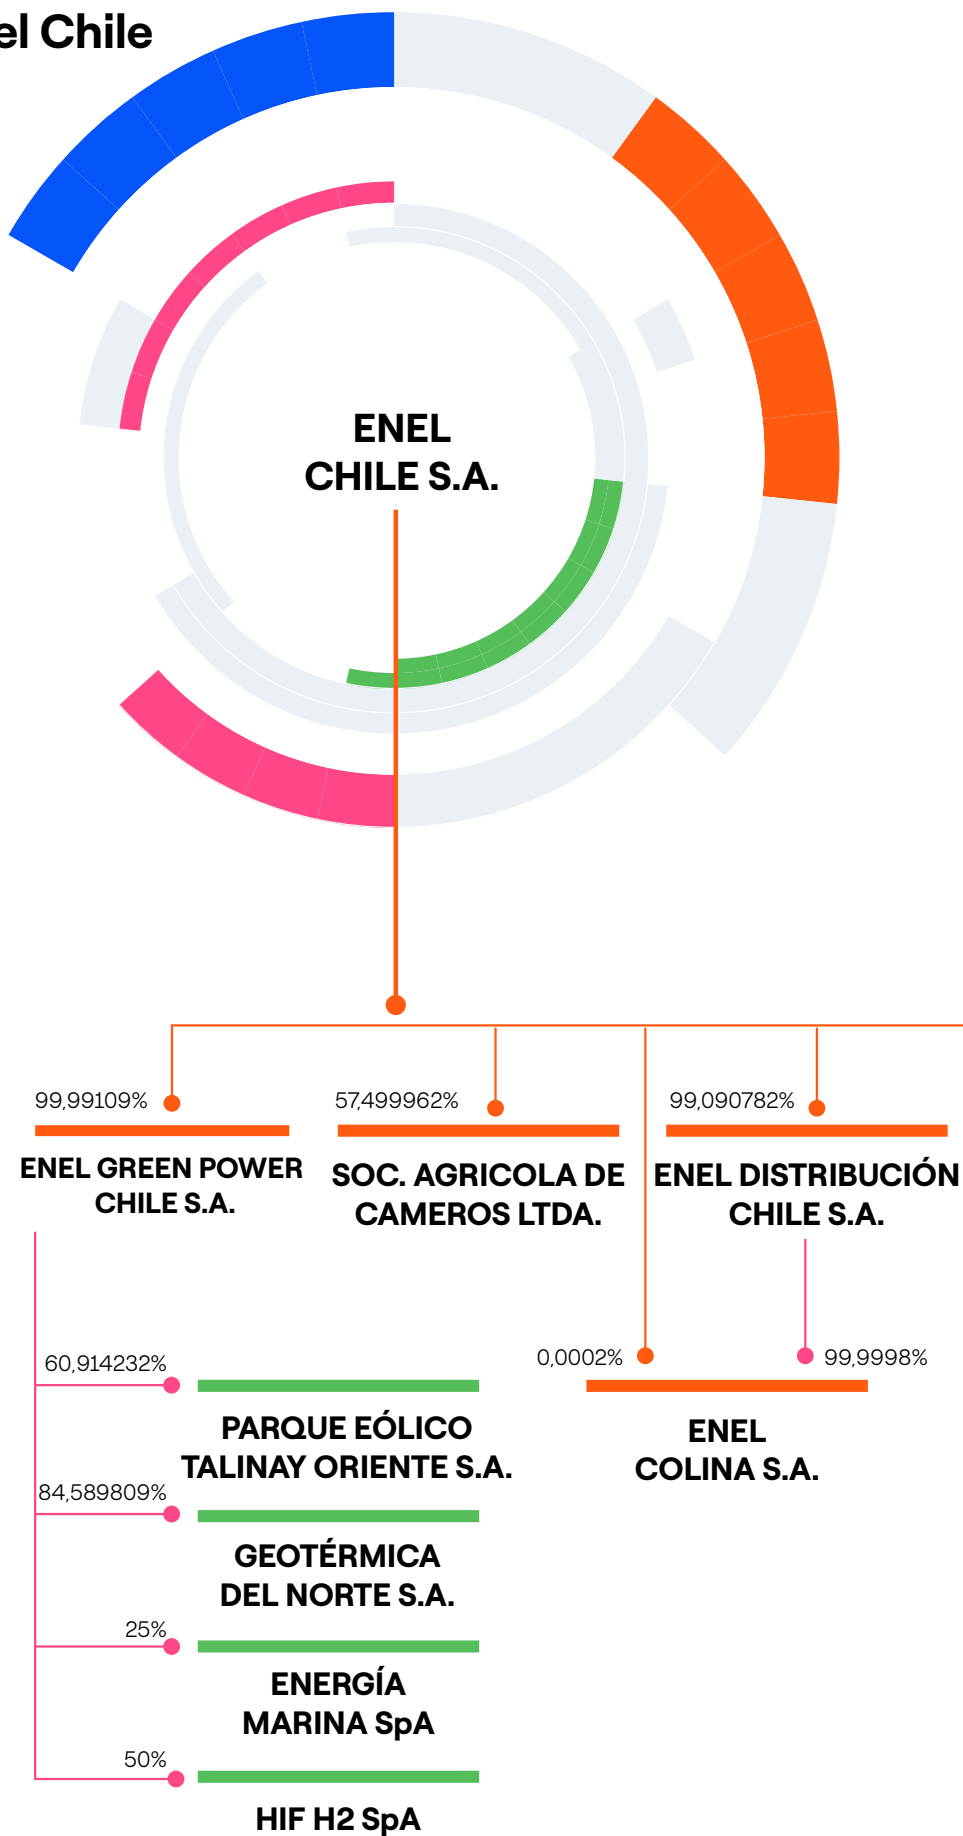 el Chile
ENEL
CHILE S.A.
99,99109%
57,499962%
99,090782%
ENEL GREEN POWER
CHILE S.A.
SOC. AGRICOLA DE
CAMEROS LTDA.
ENEL DISTRIBUCIÓN
CHILE S.A.
0,0002%
99,9998%
ENEL
COLINA S.A.
60,914232%
PARQUE EÓLICO
TALINAY ORIENTE S.A.
84,589809%
GEOTÉRMICA
DEL NORTE S.A.
25%
ENERGÍA
MARINA SpA
50%
HIF H2 SpA